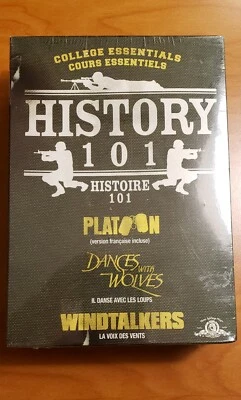 COLLEGE ESSENTIALS
COURS ESSENTIELS
HISTORY
101
HISTOIRE
101
PLATOON
(version française incluse)
DANCES WITH
WOLVES
IL DANSE AVEC LES LOUPS
WINDTALKERS
LA VOIX DES VENTS